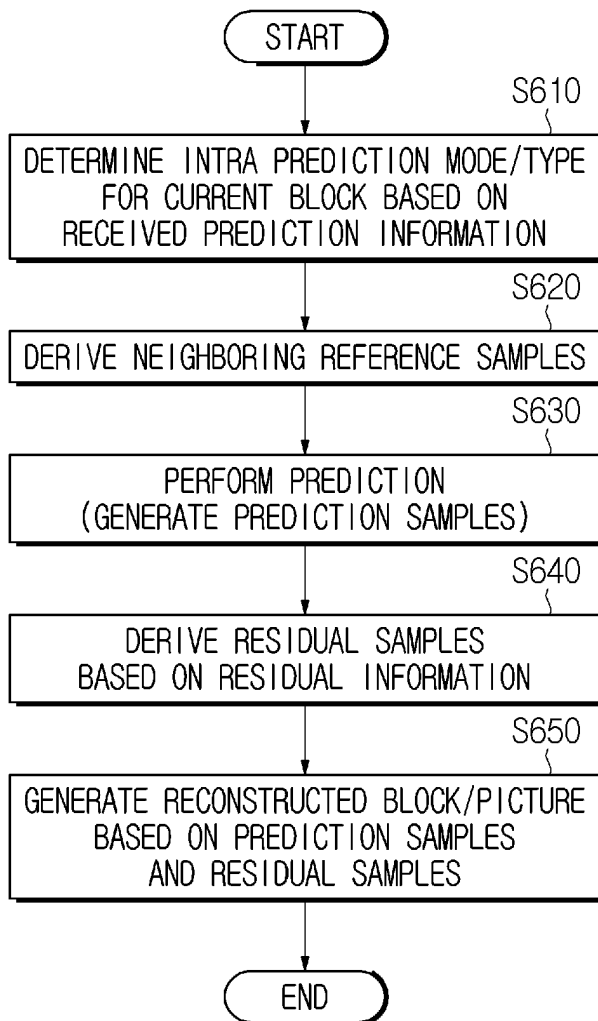 START
S610
DETERMINE INTRA PREDICTION MODE/TYPE
FOR CURRENT BLOCK BASED ON
RECEIVED PREDICTION INFORMATION
S620
DERIVE NEIGHBORING REFERENCE SAMPLES
S630
PERFORM PREDICTION
(GENERATE PREDICTION SAMPLES)
S640
DERIVE RESIDUAL SAMPLES
BASED ON RESIDUAL INFORMATION
S650
GENERATE RECONSTRUCTED BLOCK/PICTURE
BASED ON PREDICTION SAMPLES
AND RESIDUAL SAMPLES
END